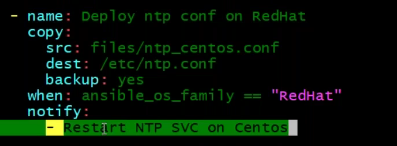 - name: Deploy ntp conf on RedHat
  copy:
    src: files/ntp_centos.conf
    dest: /etc/ntp.conf
    backup: yes
  when: ansible_os_family == "RedHat"
  notify:
    - Restart NTP SVC on Centos